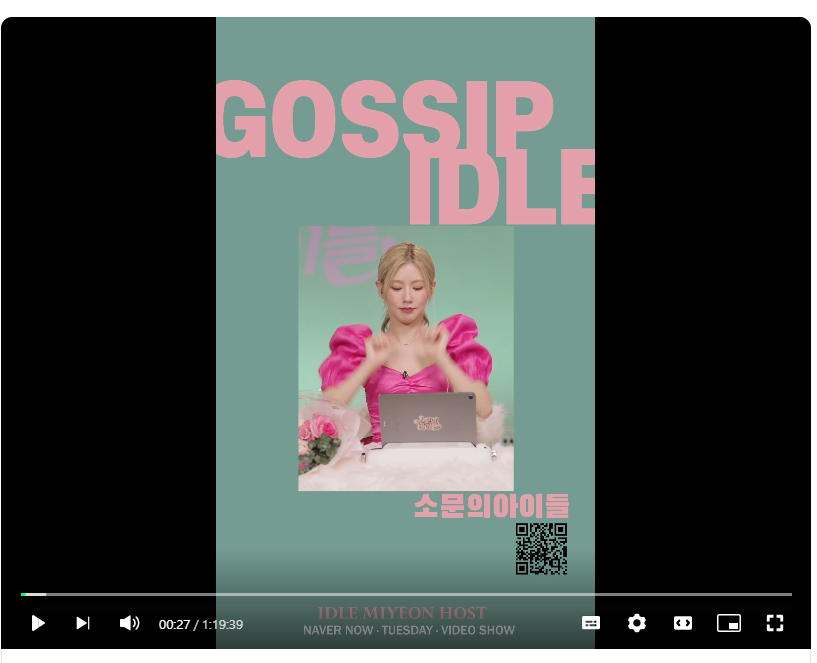 GOSSIP
IDLE
소문의아이들
IDLE MIYEON HOST
NAVER NOW · TUESDAY · VIDEO SHOW
00:27 / 1:19:39